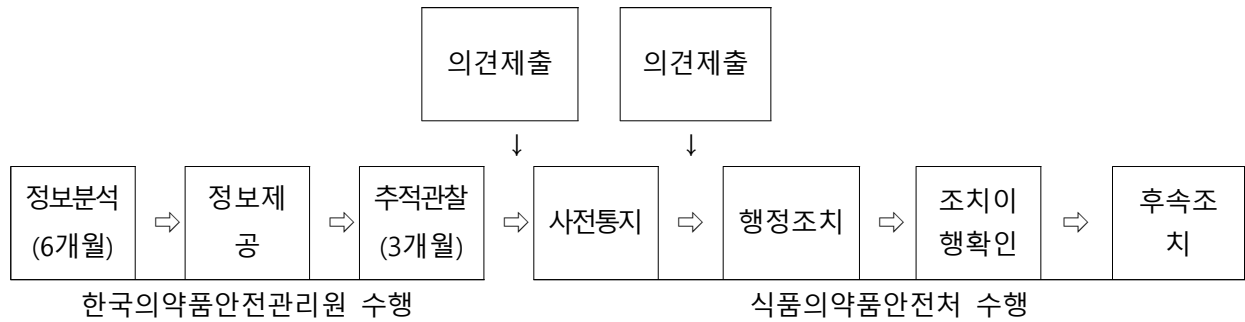 의견제출 의견제출
↓ ↓
정보분석 정보제 추적관찰 사전통지 행정조치 조치이 후속조
(6개월) 공 (3개월) 행확인 치
⇨ ⇨ ⇨ ⇨ ⇨ ⇨
한국의약품안전관리원 수행 식품의약품안전처 수행